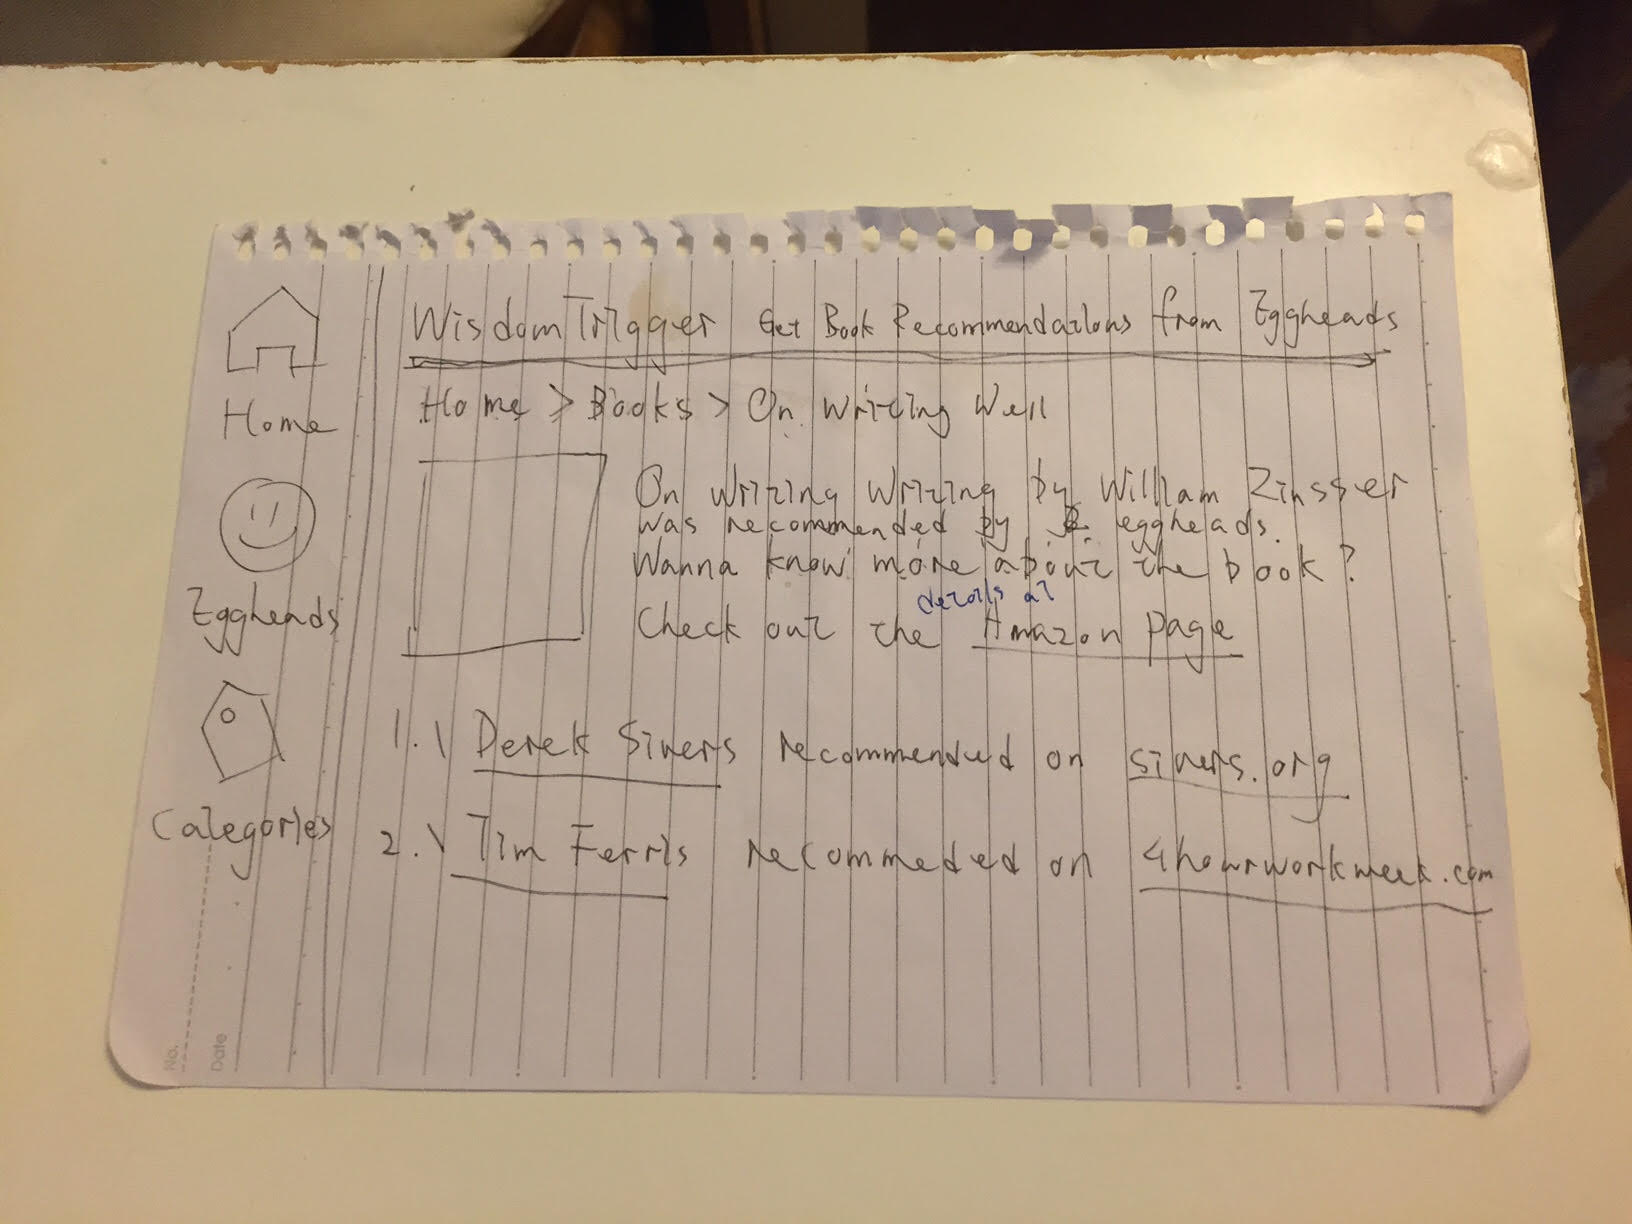 WisdomTrigger Get Book Recommendations from Eggheads
Home > Books > On Writing Well
On Writing Writing by William Zinsser
was recommended by eggheads.
Wanna know more about the book?
details at
Check out the Amazon page
1. \ Derek Sivers recommended on sivers.org
2. \ Tim Ferris recommeded on 4hourworkweek.com
Home
Eggheads
Categories
No.
Date